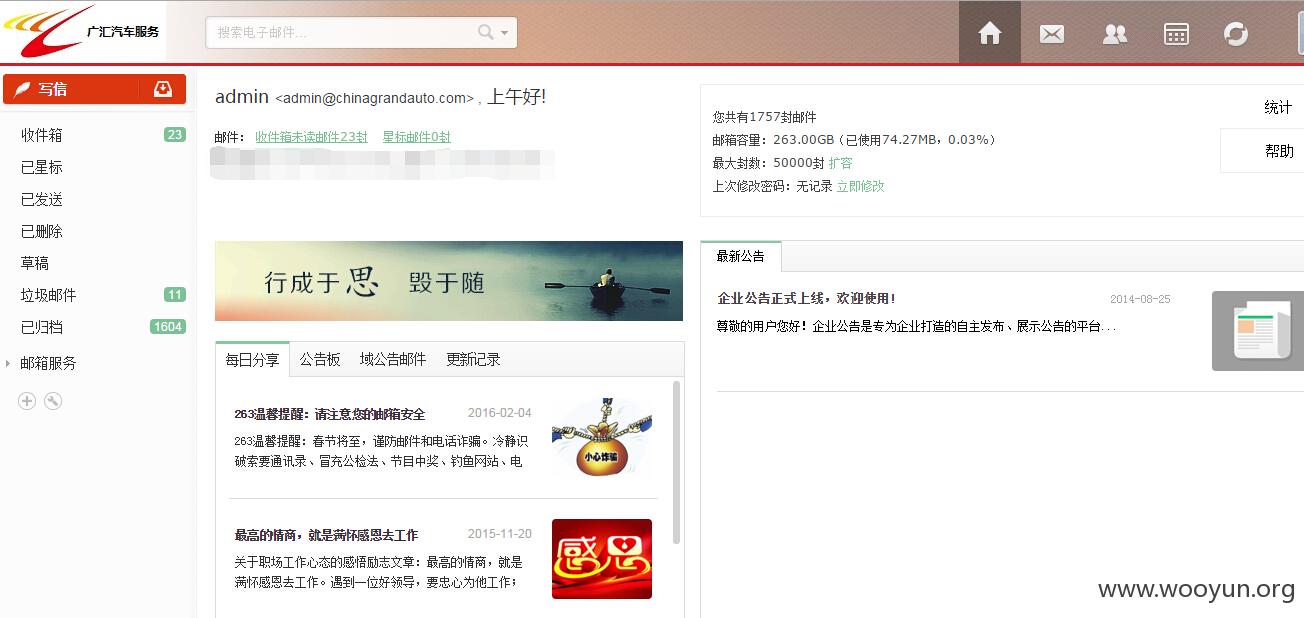 广汇汽车服务
搜索电子邮件...
写信
收件箱 23
已星标
已发送
已删除
草稿
垃圾邮件 11
已归档 1604
邮箱服务
admin <admin@chinagrandauto.com> , 上午好!
邮件： 收件箱未读邮件23封 星标邮件0封
您共有1757封邮件
邮箱容量：263.00GB（已使用74.27MB，0.03%）
最大封数：50000封 扩容
上次修改密码：无记录 立即修改
统计
帮助
行成于思 毁于随
每日分享 公告板 域公告邮件 更新记录
263温馨提醒：请注意您的邮箱安全 2016-02-04
263温馨提醒：春节将至，谨防邮件和电话诈骗。冷静识
破索要通讯录、冒充公检法、节目中奖、钓鱼网站、电
小心诈骗
最高的情商，就是满怀感恩去工作 2015-11-20
关于职场工作心态的感悟励志文章：最高的情商，就是
满怀感恩去工作。遇到一位好领导，要忠心为他工作；
感恩
最新公告
企业公告正式上线，欢迎使用! 2014-08-25
尊敬的用户您好！企业公告是专为企业打造的自主发布、展示公告的平台...
www.wooyun.org